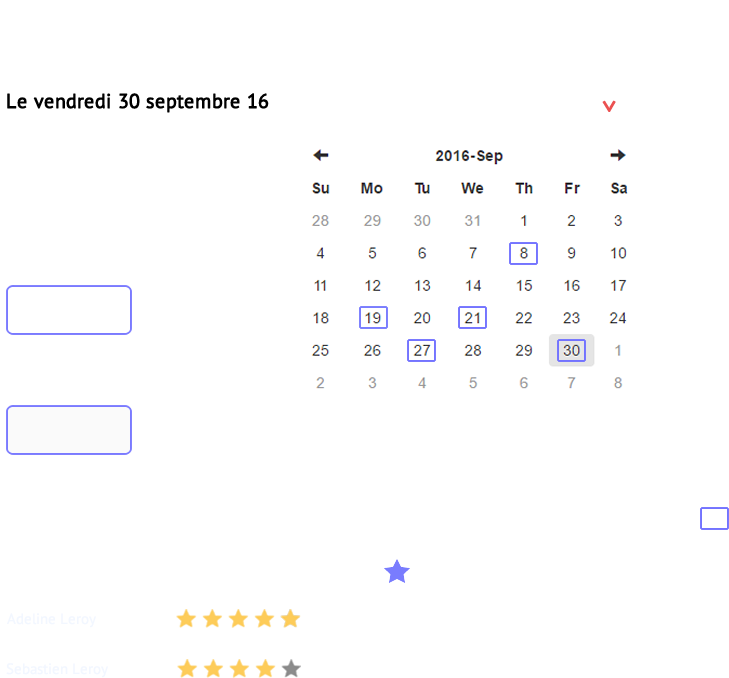 Le vendredi 30 septembre 16
2016-Sep
Su Mo Tu We Th Fr Sa
28 29 30 31 1 2 3
4 5 6 7 8 9 10
11 12 13 14 15 16 17
18 19 20 21 22 23 24
25 26 27 28 29 30 1
2 3 4 5 6 7 8
Adeline Leroy
Sebastien Leroy